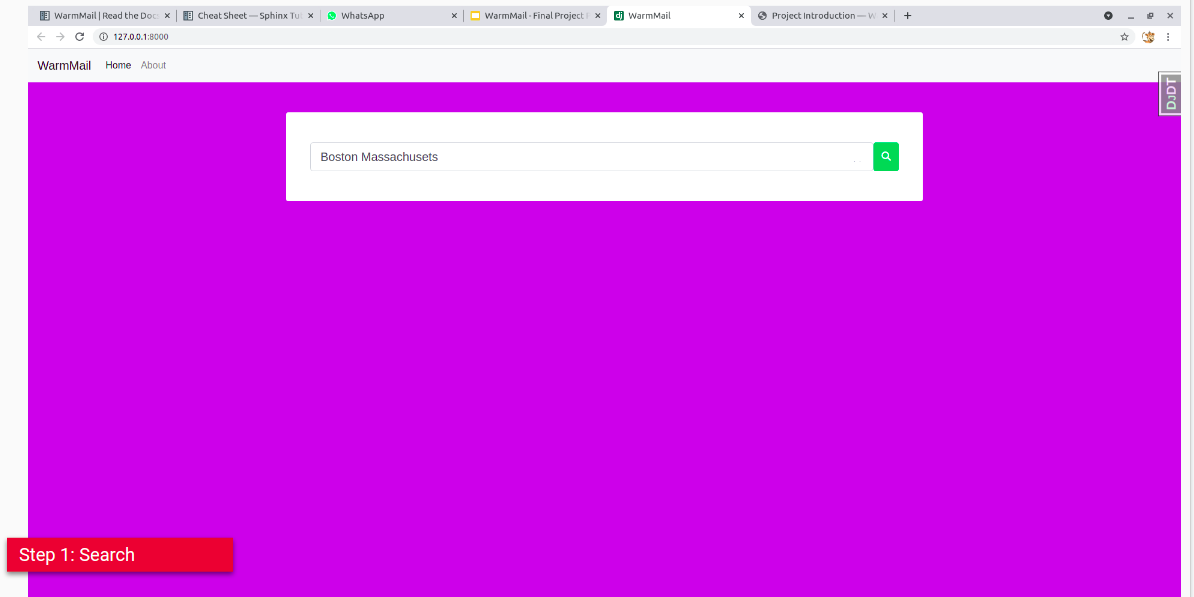 WarmMail | Read the Doc
Cheat Sheet — Sphinx Tu
WhatsApp
WarmMail - Final Project
WarmMail
Project Introduction — W
127.0.0.1:8000
WarmMail Home About
DJDT
Boston Massachusets
Step 1: Search